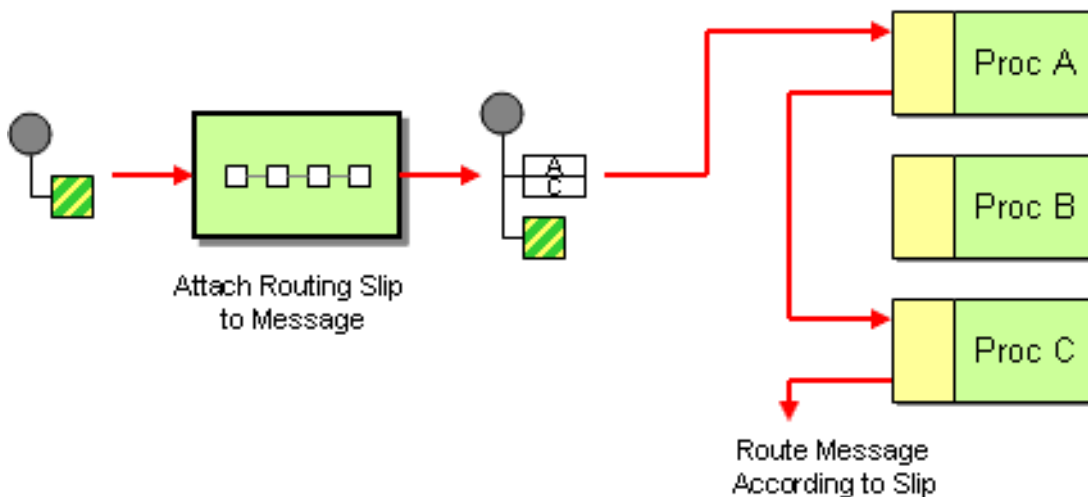 Proc A
A
C
Proc B
Attach Routing Slip
to Message
Proc C
Route Message
According to Slip